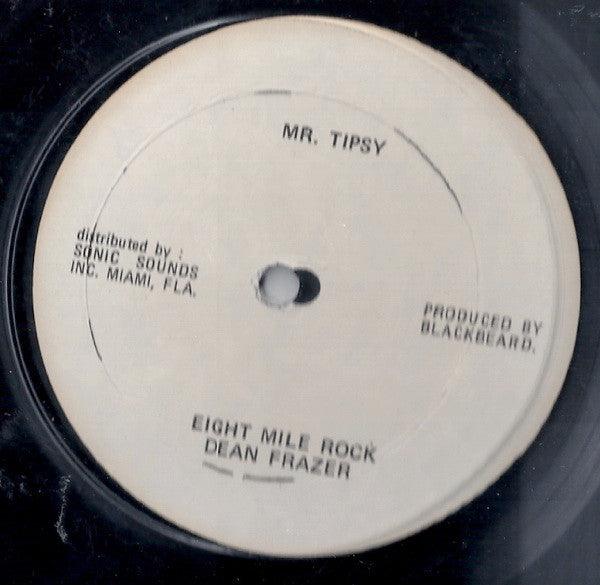 MR. TIPSY
distributed by :
SONIC SOUNDS
INC. MIAMI, FLA.
PRODUCED BY
BLACKBEARD.
EIGHT MILE ROCK
DEAN FRAZER